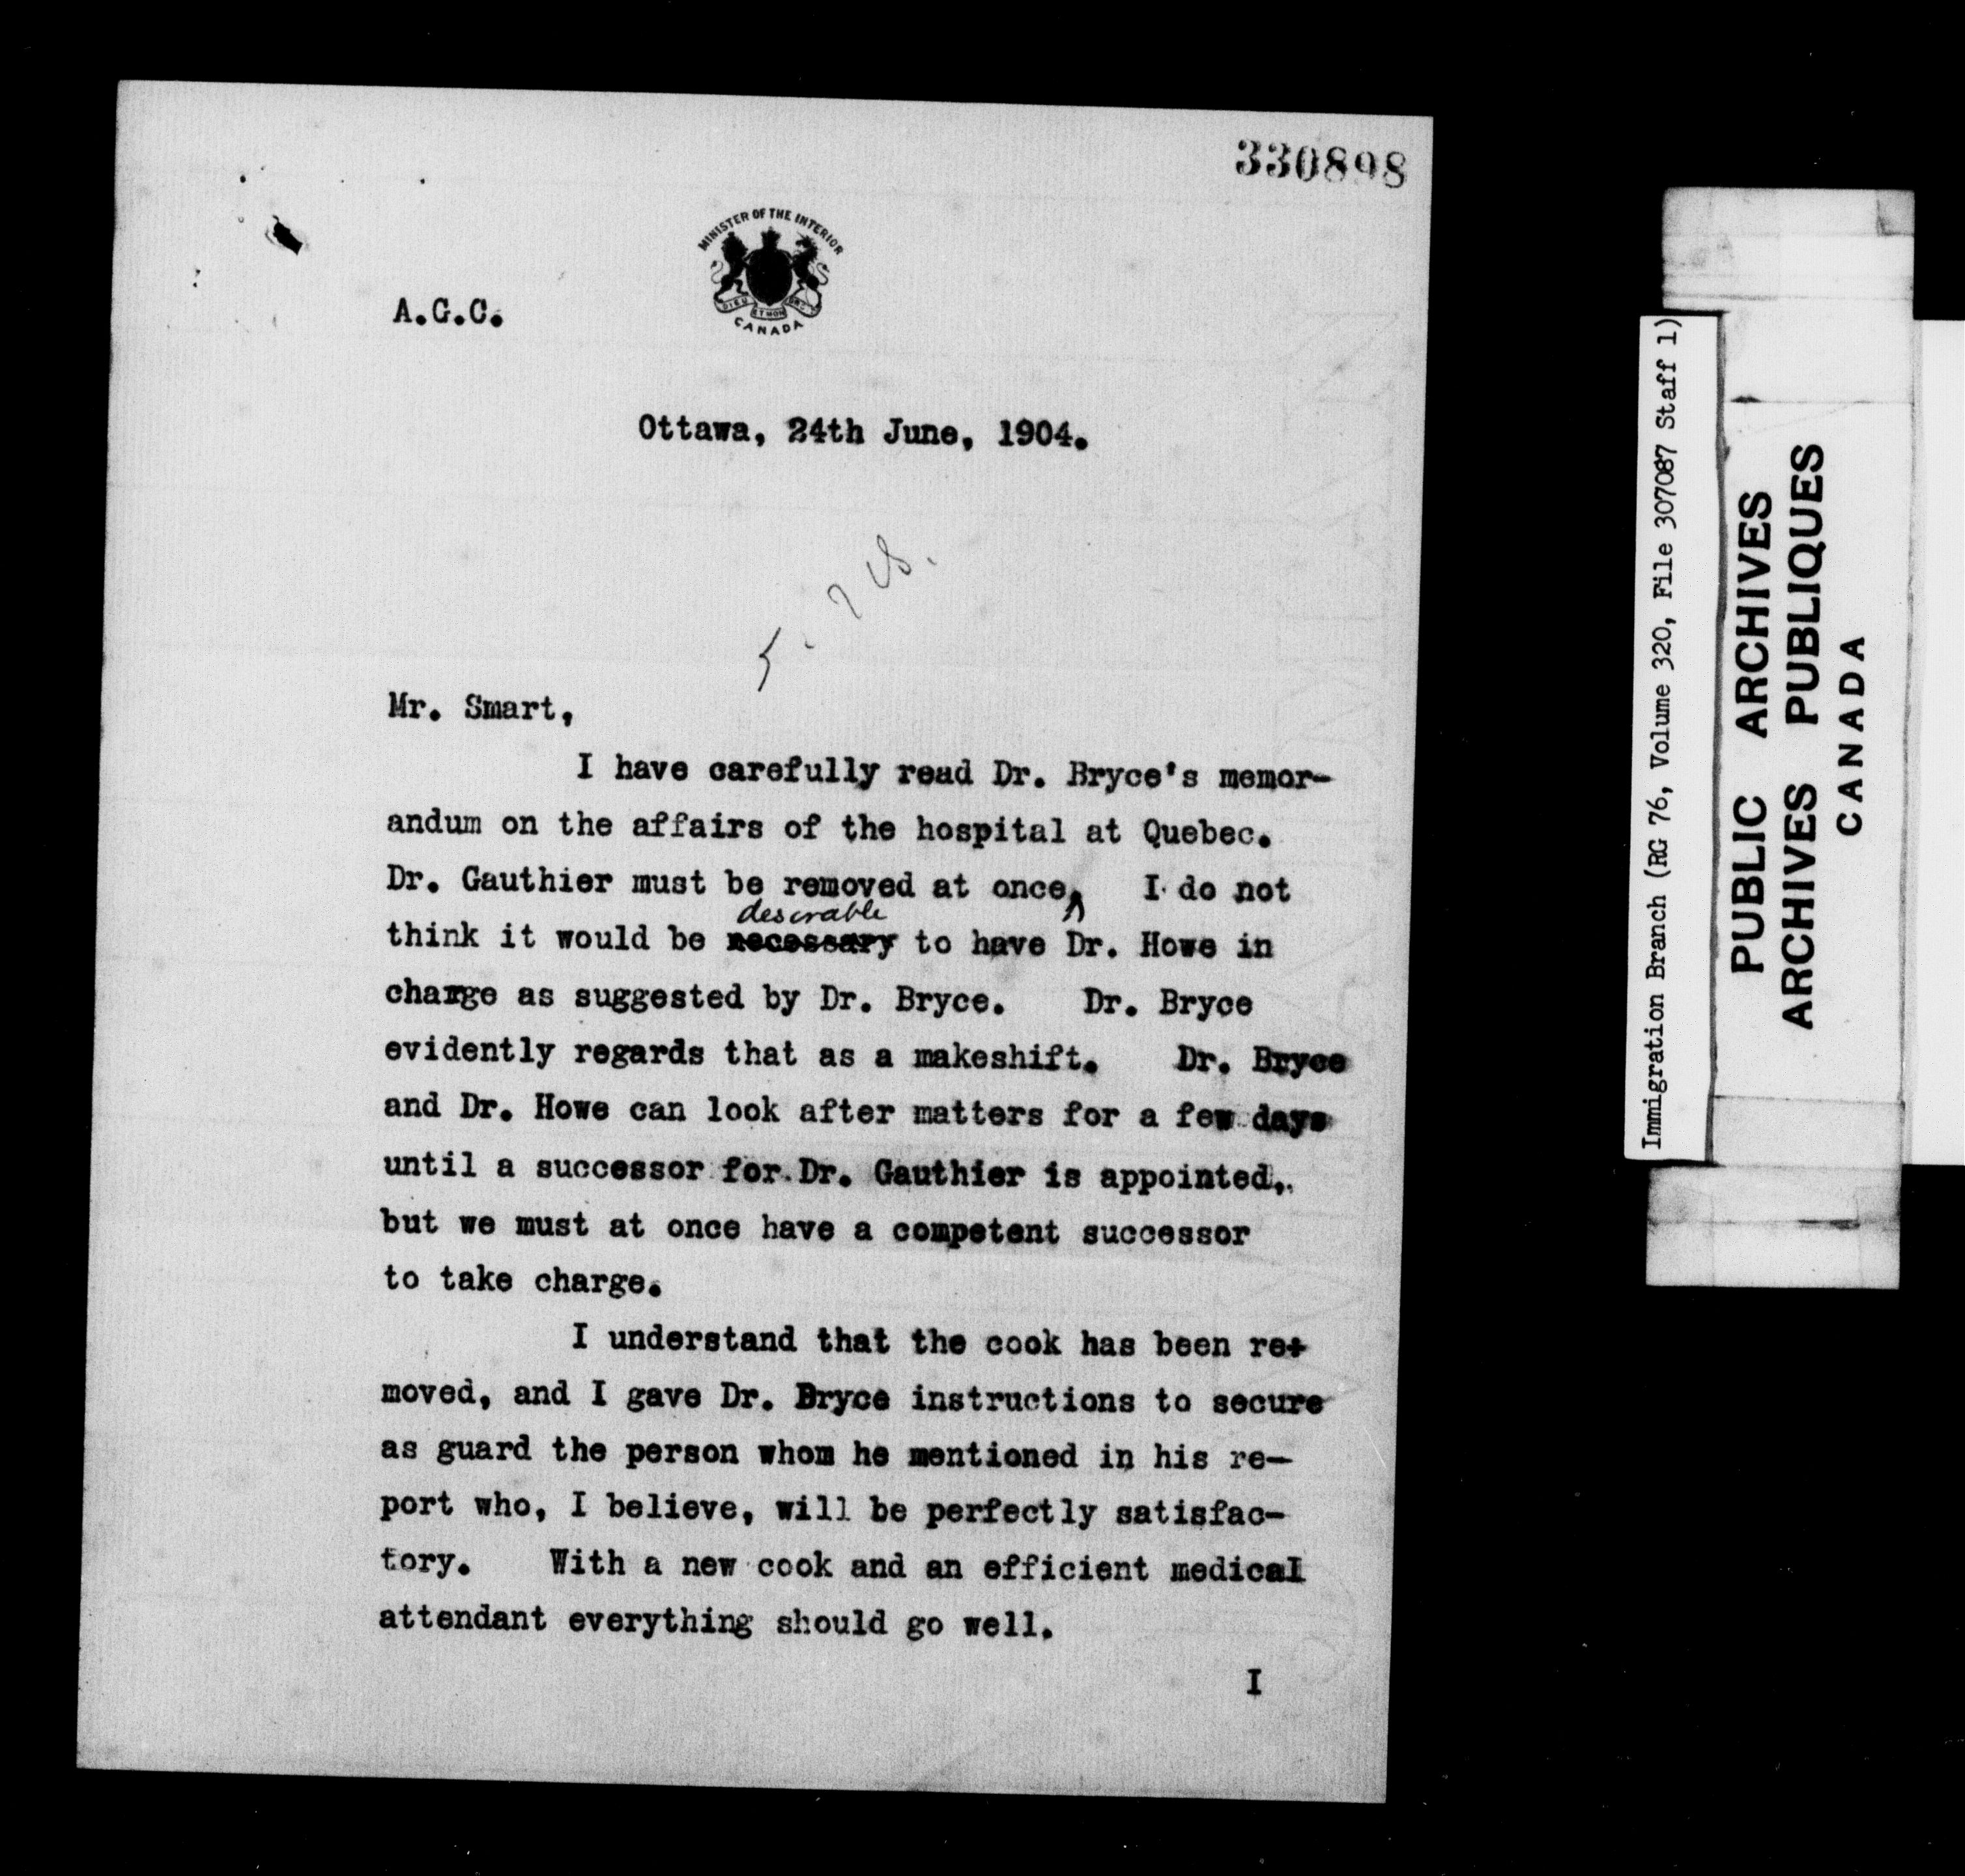 330898
MINISTER OF THE INTERIOR
DIEU ET MON DROIT
CANADA
A.G.C.
Ottawa, 24th June, 1904.
Mr. Smart,
I have carefully read Dr. Bryce's memor-
andum on the affairs of the hospital at Quebec.
Dr. Gauthier must be removed at once, I do not
desirable
think it would be necessary to have Dr. Howe in
charge as suggested by Dr. Bryce. Dr. Bryce
evidently regards that as a makeshift. Dr. Bryce
and Dr. Howe can look after matters for a few days
until a successor for Dr. Gauthier is appointed,
but we must at once have a competent successor
to take charge.
I understand that the cook has been re-
moved, and I gave Dr. Bryce instructions to secure
as guard the person whom he mentioned in his re-
port who, I believe, will be perfectly satisfac-
tory. With a new cook and an efficient medical
attendant everything should go well.
I
Immigration Branch (RG 76, Volume 320, File 307087 Staff 1)
PUBLIC ARCHIVES
ARCHIVES PUBLIQUES
CANADA